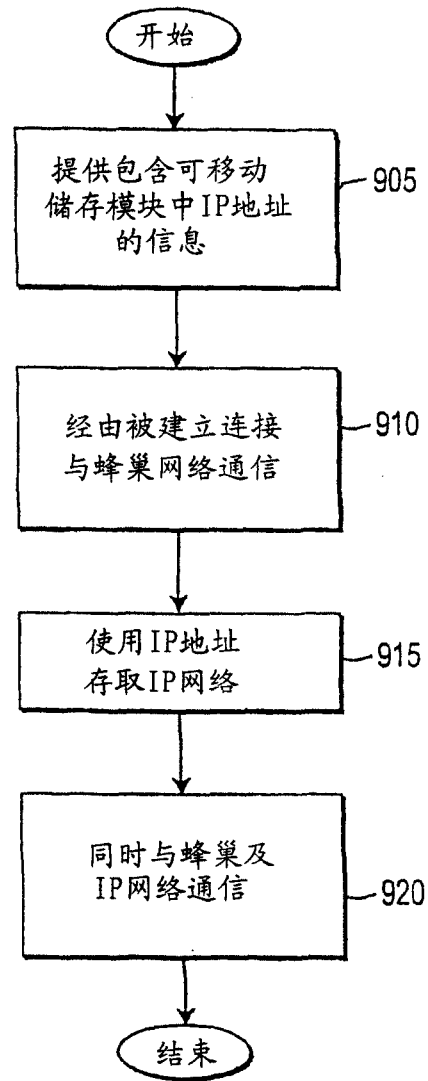 开始
提供包含可移动
储存模块中IP地址
的信息
905
经由被建立连接
与蜂巢网络通信
910
使用IP地址
存取IP网络
915
同时与蜂巢及
IP网络通信
920
结束